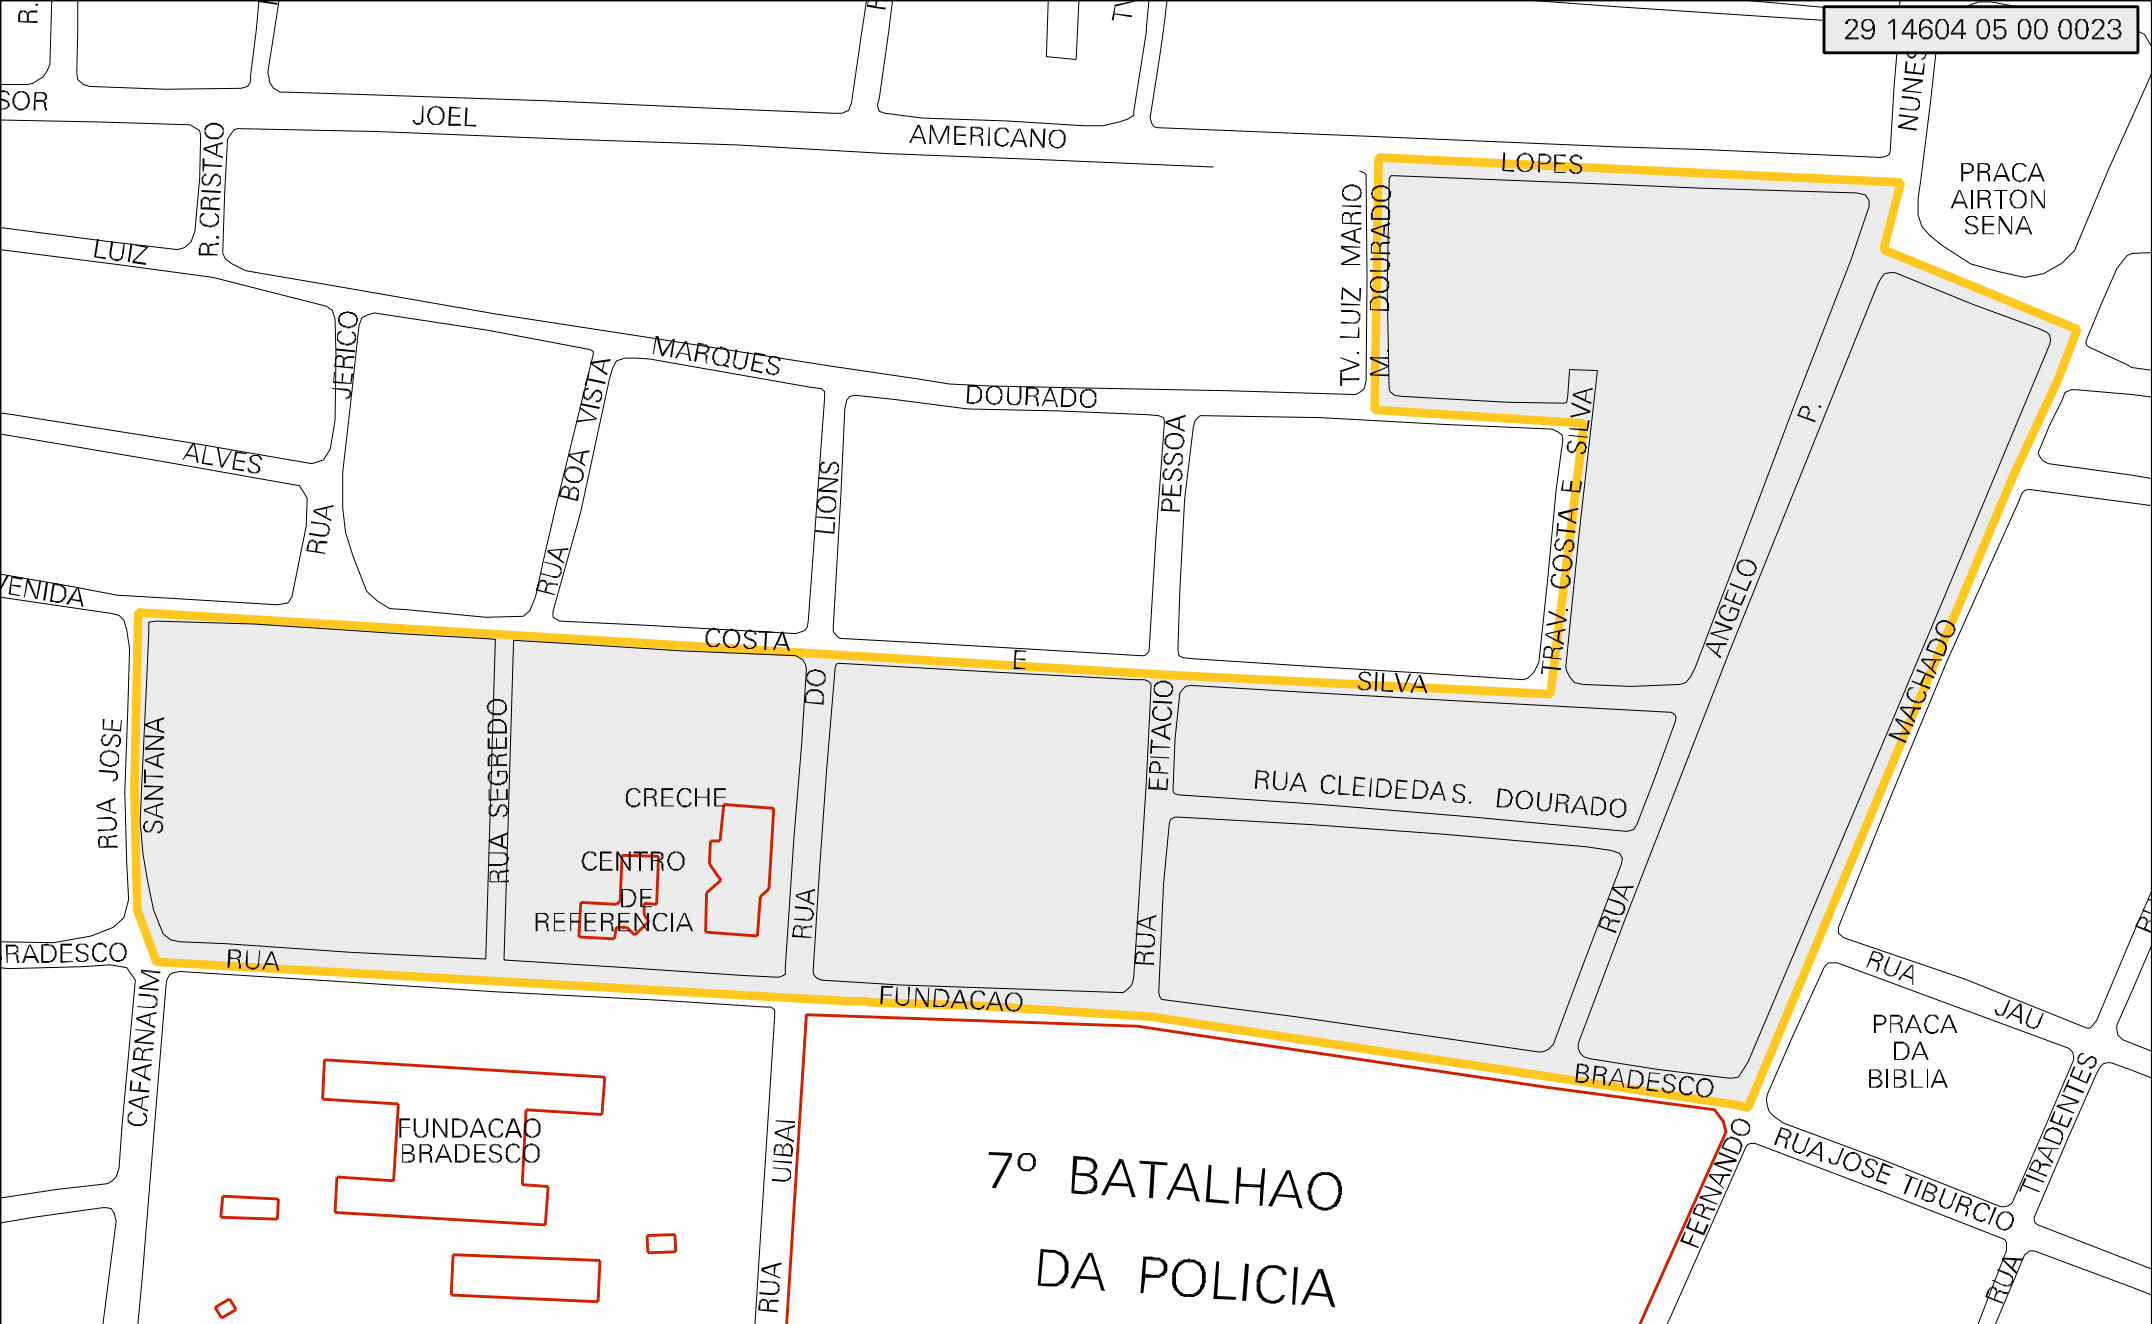 R.
29 14604 05 00 0023
NUNES
SOR
JOEL
AMERICANO
LOPES
R. CRISTAO
PRACA
AIRTON
SENA
LUIZ
TV. LUIZ MARIO
M. DOURADO
MARQUES
DOURADO
JERICO
RUA
RUA BOA VISTA
LIONS
PESSOA
TRAV. COSTA E SILVA
P.
ANGELO
RUA
ALVES
VENIDA
COSTA
E
SILVA
DO
RUA
EPITACIO
RUA
MACHADO
RUA JOSE
SANTANA
RUA SEGREDO
CRECHE
CENTRO
DE
REFERENCIA
RUA CLEIDEDA S. DOURADO
RADESCO
RUA
FUNDACAO
BRADESCO
RUA
JAU
PRACA
DA
BIBLIA
CAFARNAUM
FUNDACAO
BRADESCO
UIBAI
RUA
7º BATALHAO
DA POLICIA
FERNANDO
RUA JOSE TIBURCIO
TIRADENTES
RUA